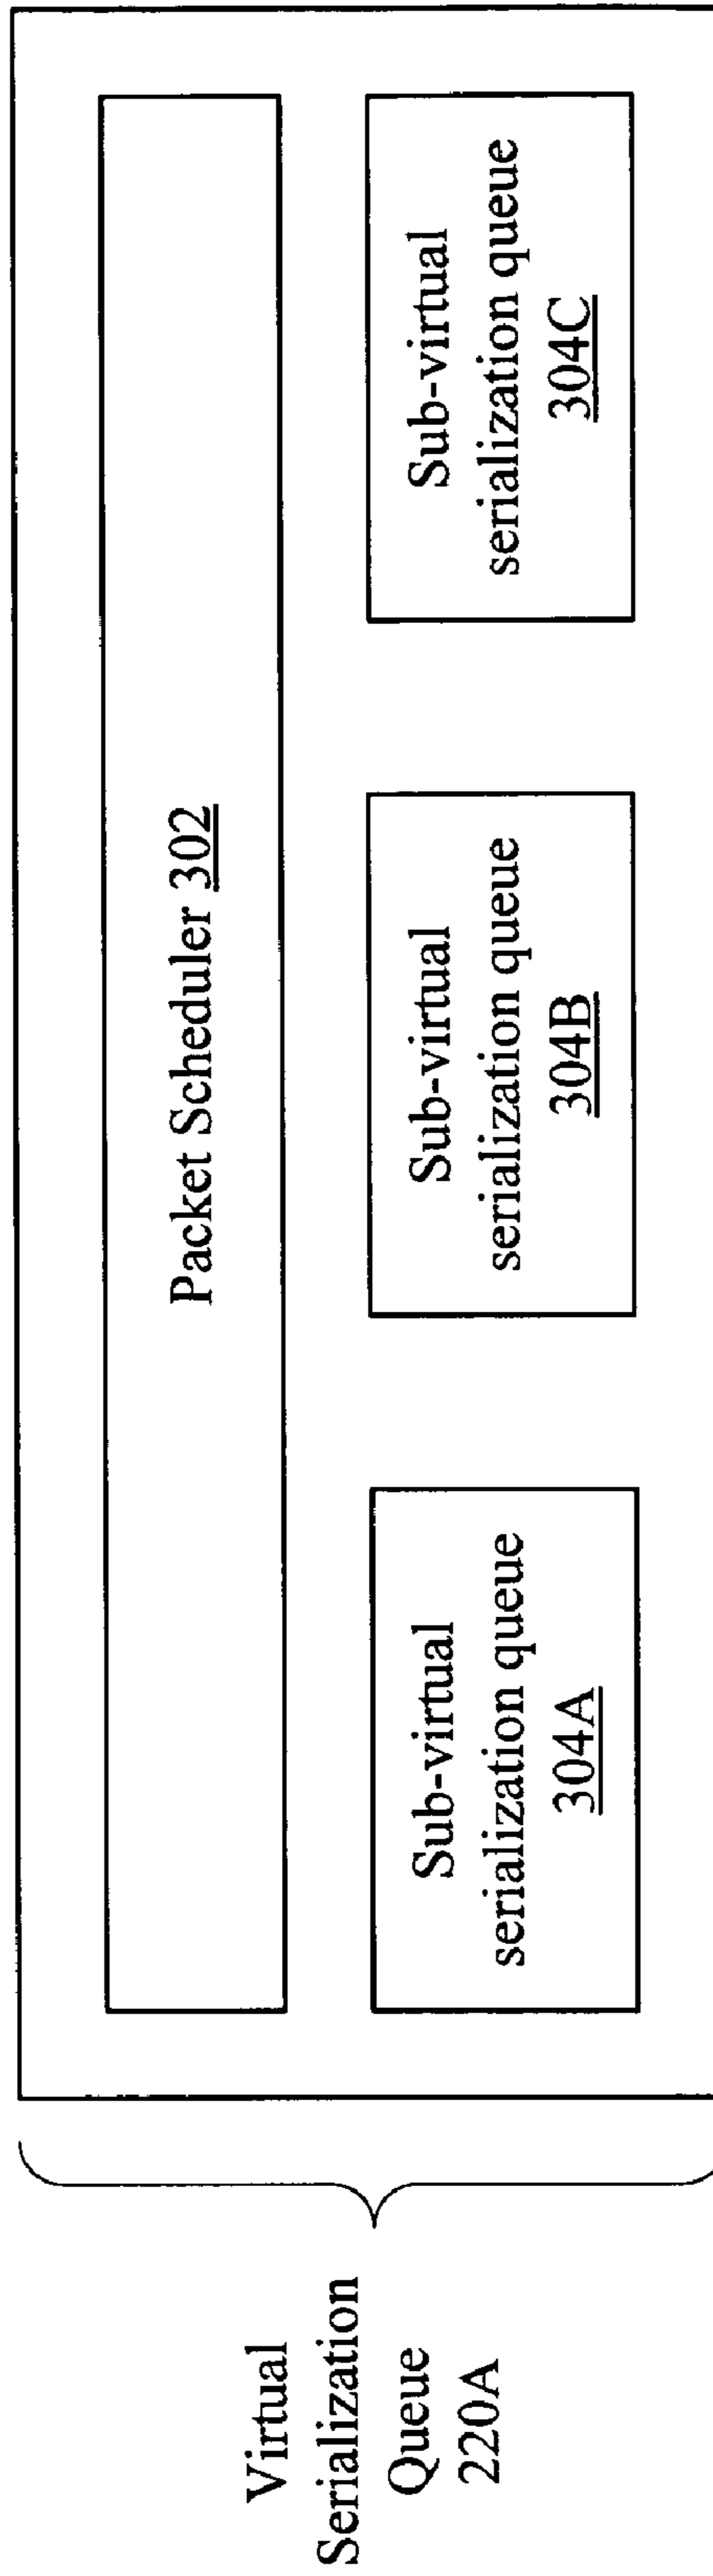 Virtual
Serialization
Queue
220A
Packet Scheduler 302
Sub-virtual
serialization queue
304A
Sub-virtual
serialization queue
304B
Sub-virtual
serialization queue
304C